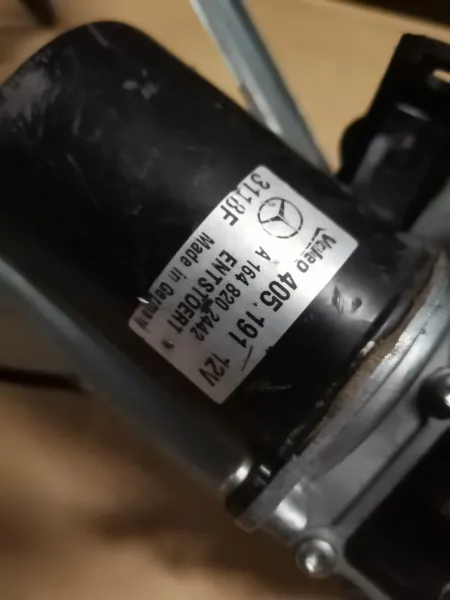 Valeo 3118F
405.191 12V
A 164 820 2442
ENTSTOERT
Made in Germany